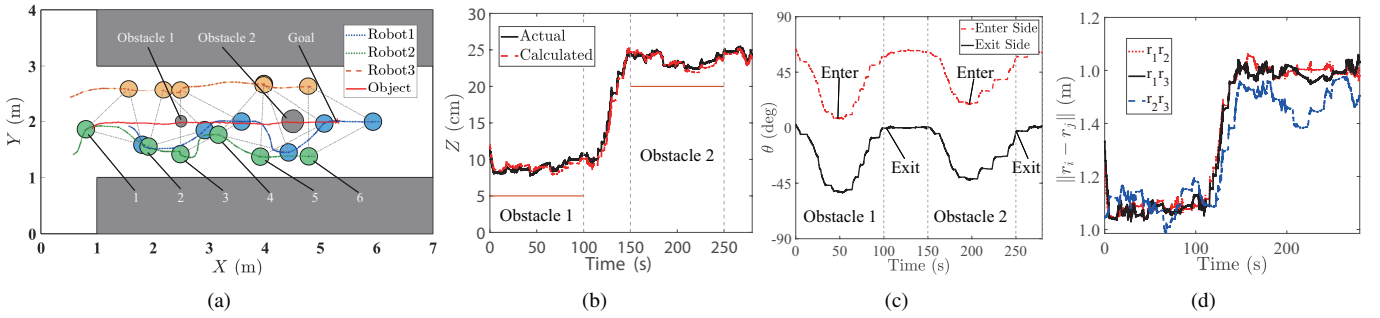 4
3
2
1
0
Y (m)
0
1
2
3
4
5
6
7
X (m)
Obstacle 1
Obstacle 2
Goal
Robot1
Robot2
Robot3
Object
1
2
3
4
5
6
(a)
30
25
20
15
10
5
0
Z (cm)
Actual
Calculated
Obstacle 2
Obstacle 1
0
50
100
150
200
250
Time (s)
(b)
90
45
0
-45
-90
θ (deg)
Enter Side
Exit Side
Enter
Enter
Exit
Exit
Obstacle 1
Obstacle 2
0
50
100
150
200
250
Time (s)
(c)
1.0
1.0
1.2
1.0
||r_i − r_j || (m)
r₁r₂
r₁r₃
r₂r₃
0
100
200
Time (s)
(d)